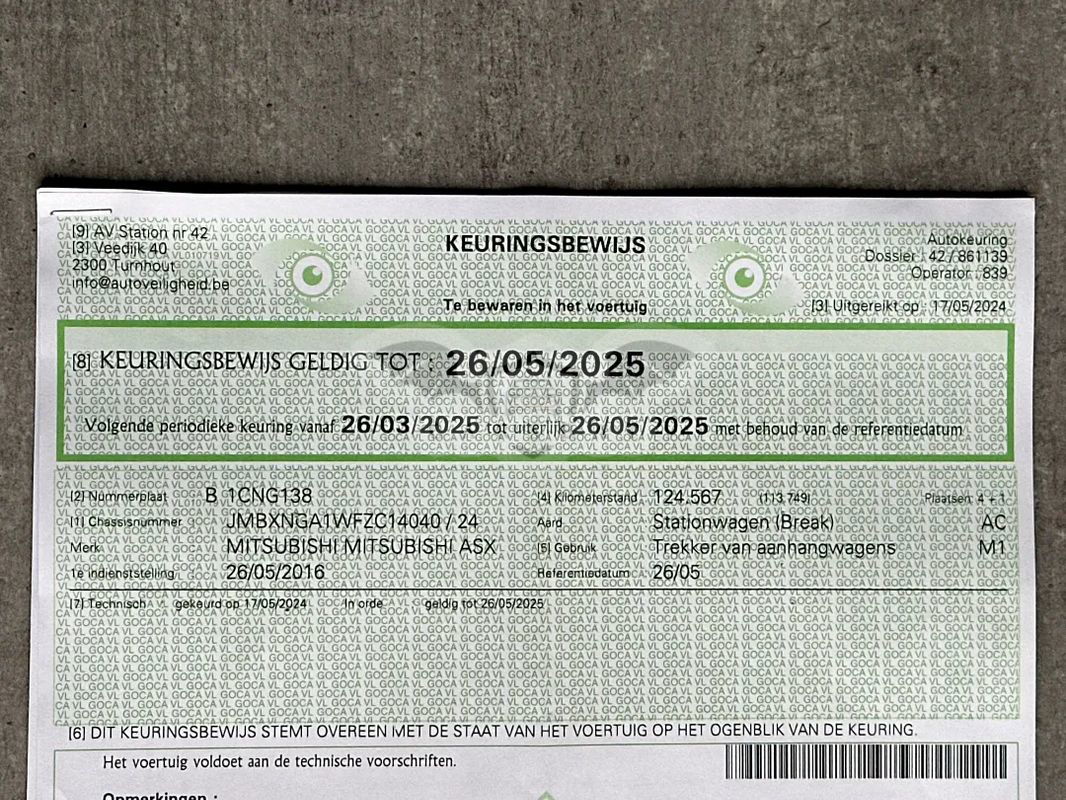 [9] AV Station nr 42
[3] Veedijk 40
2300 Turnhout
info@autoveiligheid.be
KEURINGSBEWIJS
Te bewaren in het voertuig
Autokeuring
Dossier : 42 / 861139
Operator : 839
[3] Uitgereikt op : 17/05/2024
[8] KEURINGSBEWIJS GELDIG TOT : 26/05/2025
Volgende periodieke keuring vanaf 26/03/2025 tot uiterlijk 26/05/2025 met behoud van de referentiedatum
[2] Nummerplaat B 1CNG138 [4] Kilometerstand 124.567 (113.749) Plaatsen: 4 + 1
[1] Chassisnummer JMBXNGA1WFZC14040 / 24 Aard Stationwagen (Break) AC
Merk MITSUBISHI MITSUBISHI ASX [5] Gebruik Trekker van aanhangwagens M1
1e indienststelling 26/05/2016 Referentiedatum 26/05
[7] Technisch gekeurd op 17/05/2024 In orde geldig tot 26/05/2025
[6] DIT KEURINGSBEWIJS STEMT OVEREEN MET DE STAAT VAN HET VOERTUIG OP HET OGENBLIK VAN DE KEURING.
Het voertuig voldoet aan de technische voorschriften.
Opmerkingen :